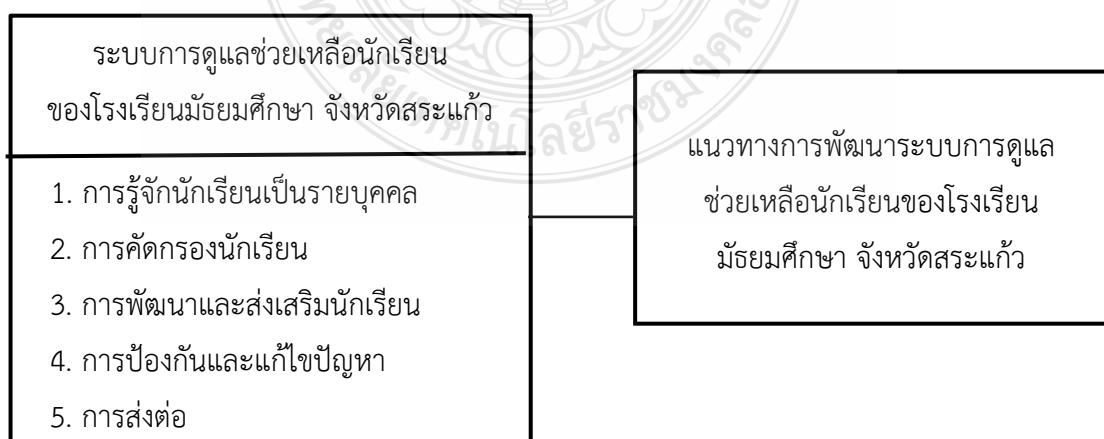 ระบบการดูแลช่วยเหลือนักเรียน
ของโรงเรียนมัธยมศึกษา จังหวัดสระแก้ว
1. การรู้จักนักเรียนเป็นรายบุคคล
2. การคัดกรองนักเรียน
3. การพัฒนาและส่งเสริมนักเรียน
4. การป้องกันและแก้ไขปัญหา
5. การส่งต่อ
แนวทางการพัฒนาระบบการดูแล
ช่วยเหลือนักเรียนของโรงเรียน
มัธยมศึกษา จังหวัดสระแก้ว